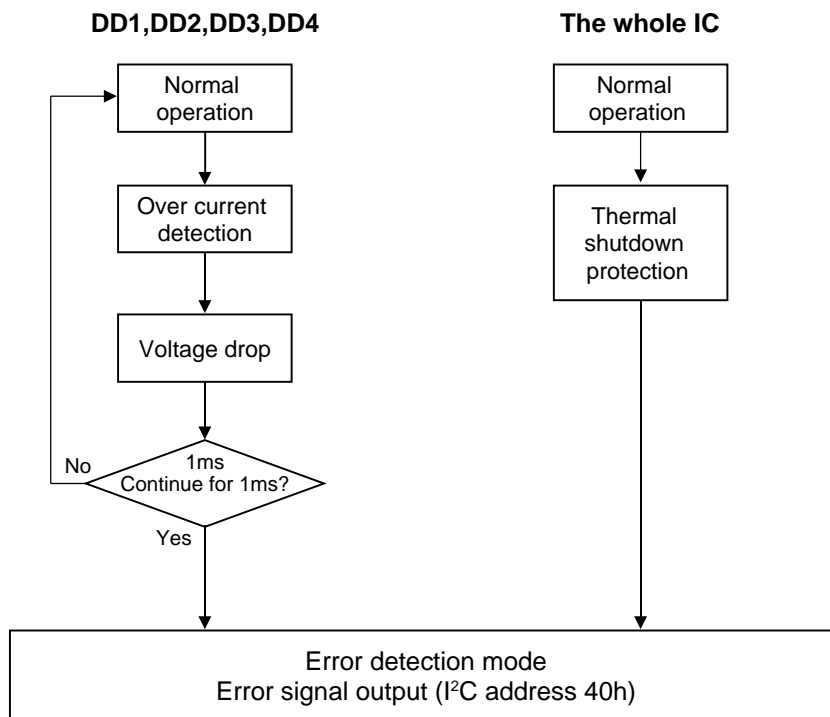 DD1,DD2,DD3,DD4
Normal
operation
Over current
detection
Voltage drop
1ms
Continue for 1ms?
No
Yes
The whole IC
Normal
operation
Thermal
shutdown
protection
Error detection mode
Error signal output (I²C address 40h)